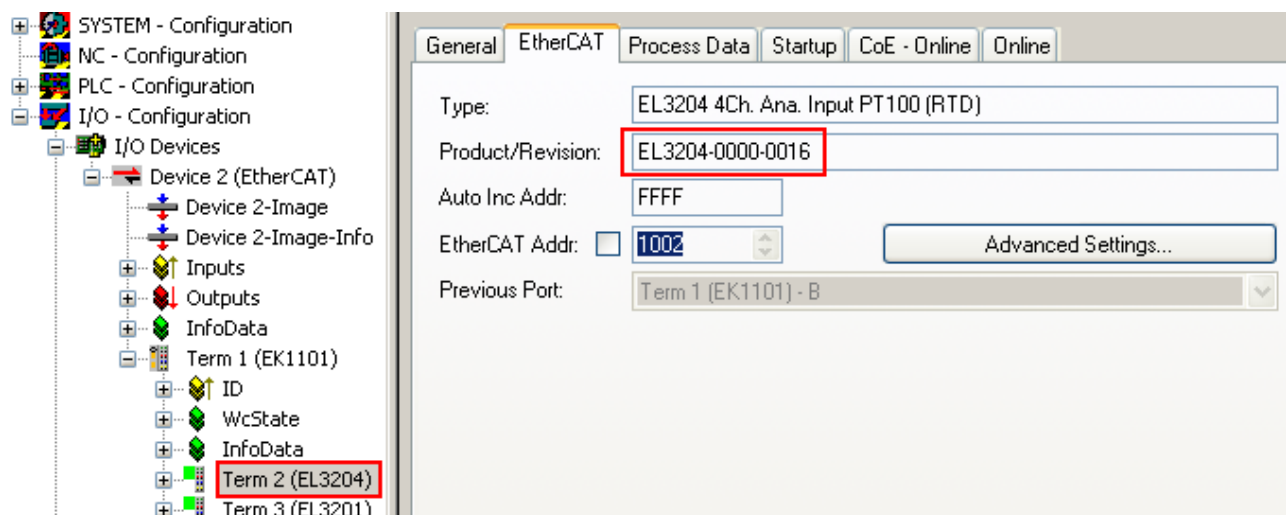 SYSTEM - Configuration
NC - Configuration
PLC - Configuration
I/O - Configuration
I/O Devices
Device 2 (EtherCAT)
Device 2-Image
Device 2-Image-Info
Inputs
Outputs
InfoData
Term 1 (EK1101)
ID
WcState
InfoData
Term 2 (EL3204)
Term 3 (EL3201)
General EtherCAT Process Data Startup CoE - Online Online
Type: EL3204 4Ch. Ana. Input PT100 (RTD)
Product/Revision: EL3204-0000-0016
Auto Inc Addr: FFFF
EtherCAT Addr: 1002 Advanced Settings...
Previous Port: Term 1 (EK1101) - B